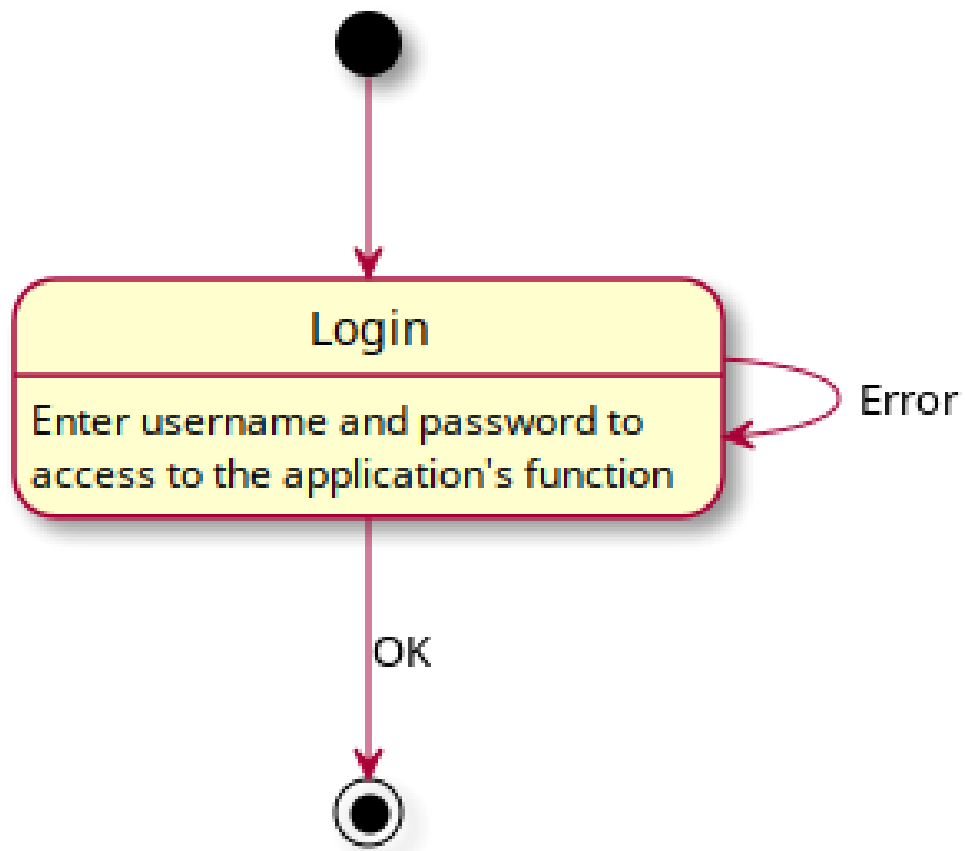 Login
Enter username and password to
access to the application's function
Error
OK